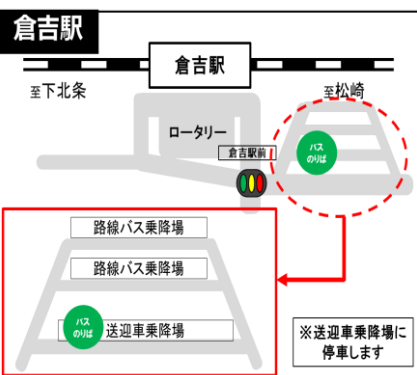 倉吉駅
倉吉駅
至下北条
至松崎
ロータリー
倉吉駅前
バス
のりば
路線バス乗降場
路線バス乗降場
バス
のりば
送迎車乗降場
※送迎車乗降場に
停車します